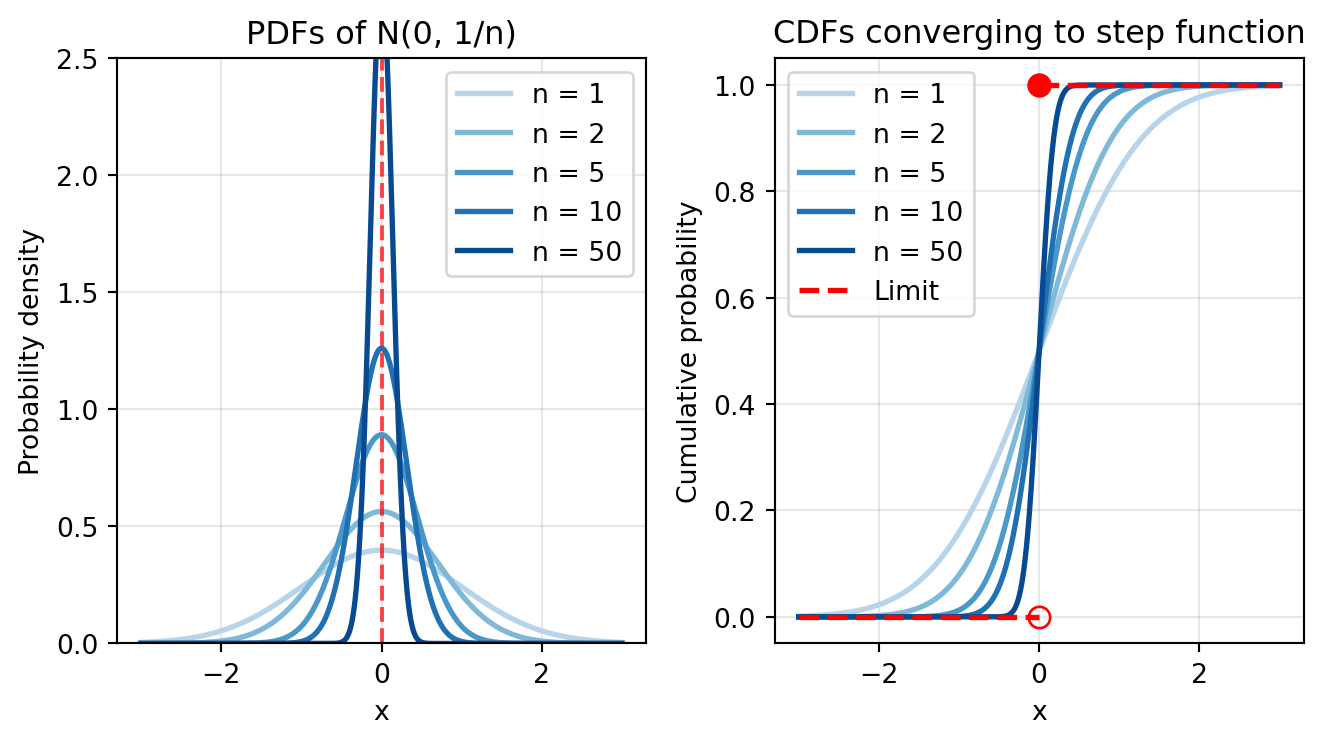 PDFs of N(0, 1/n)
2.5
2.0
1.5
1.0
0.5
0.0
Probability density
n = 1
n = 2
n = 5
n = 10
n = 50
−2
0
2
x
CDFs converging to step function
1.0
0.8
0.6
0.4
0.2
0.0
Cumulative probability
n = 1
n = 2
n = 5
n = 10
n = 50
Limit
−2
0
2
x